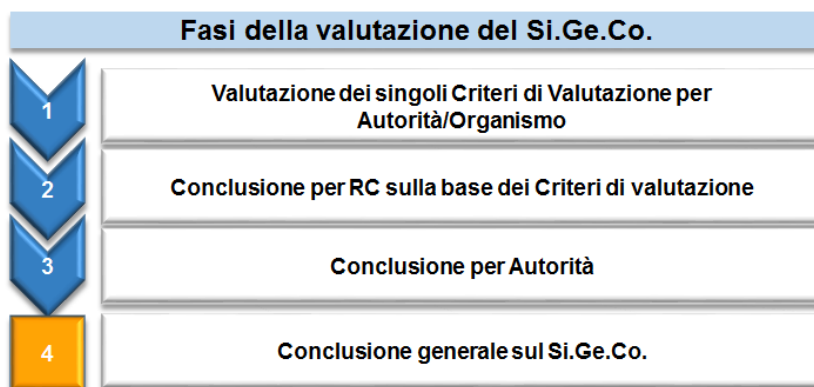 Fasi della valutazione del Si.Ge.Co.
1
Valutazione dei singoli Criteri di Valutazione per
Autorità/Organismo
2
Conclusione per RC sulla base dei Criteri di valutazione
3
Conclusione per Autorità
4
Conclusione generale sul Si.Ge.Co.